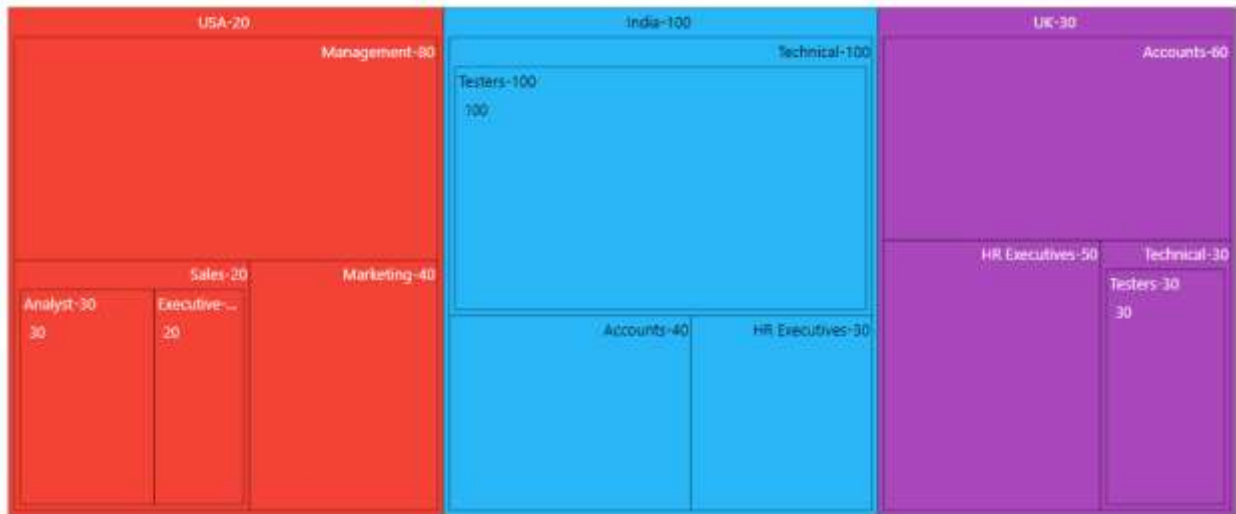 USA-20
Management-80
Sales-20
Analyst-30
30
Executive-...
20
Marketing-40
India-100
Technical-100
Testers-100
100
Accounts-40
HR Executives-30
UK-30
Accounts-60
HR Executives-50
Technical-30
Testers-30
30